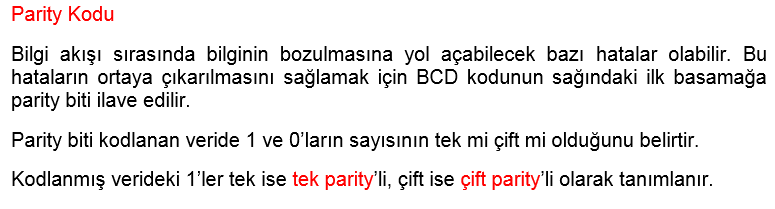 Parity Kodu
Bilgi akışı sırasında bilginin bozulmasına yol açabilecek bazı hatalar olabilir. Bu
hataların ortaya çıkarılmasını sağlamak için BCD kodunun sağındaki ilk basamağa
parity biti ilave edilir.
Parity biti kodlanan veride 1 ve 0’ların sayısının tek mi çift mi olduğunu belirtir.
Kodlanmış verideki 1’ler tek ise tek parity’li, çift ise çift parity’li olarak tanımlanır.